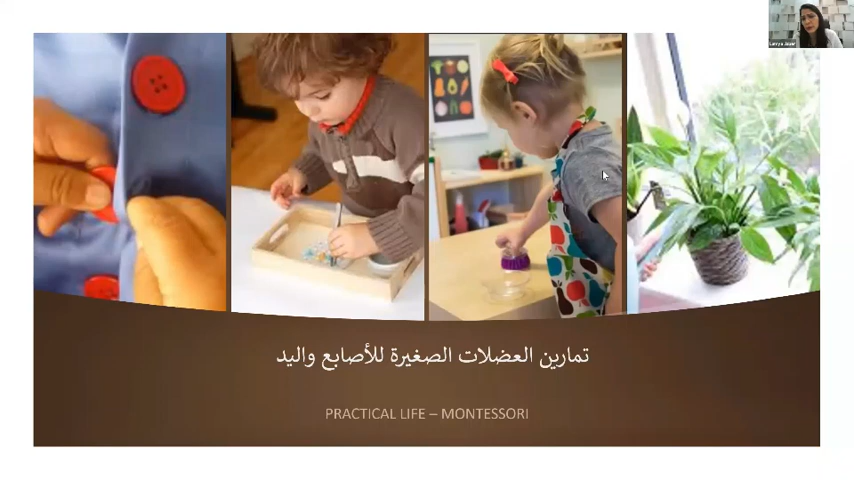 تمارين العضلات الصغيرة للأصابع واليد
PRACTICAL LIFE – MONTESSORI